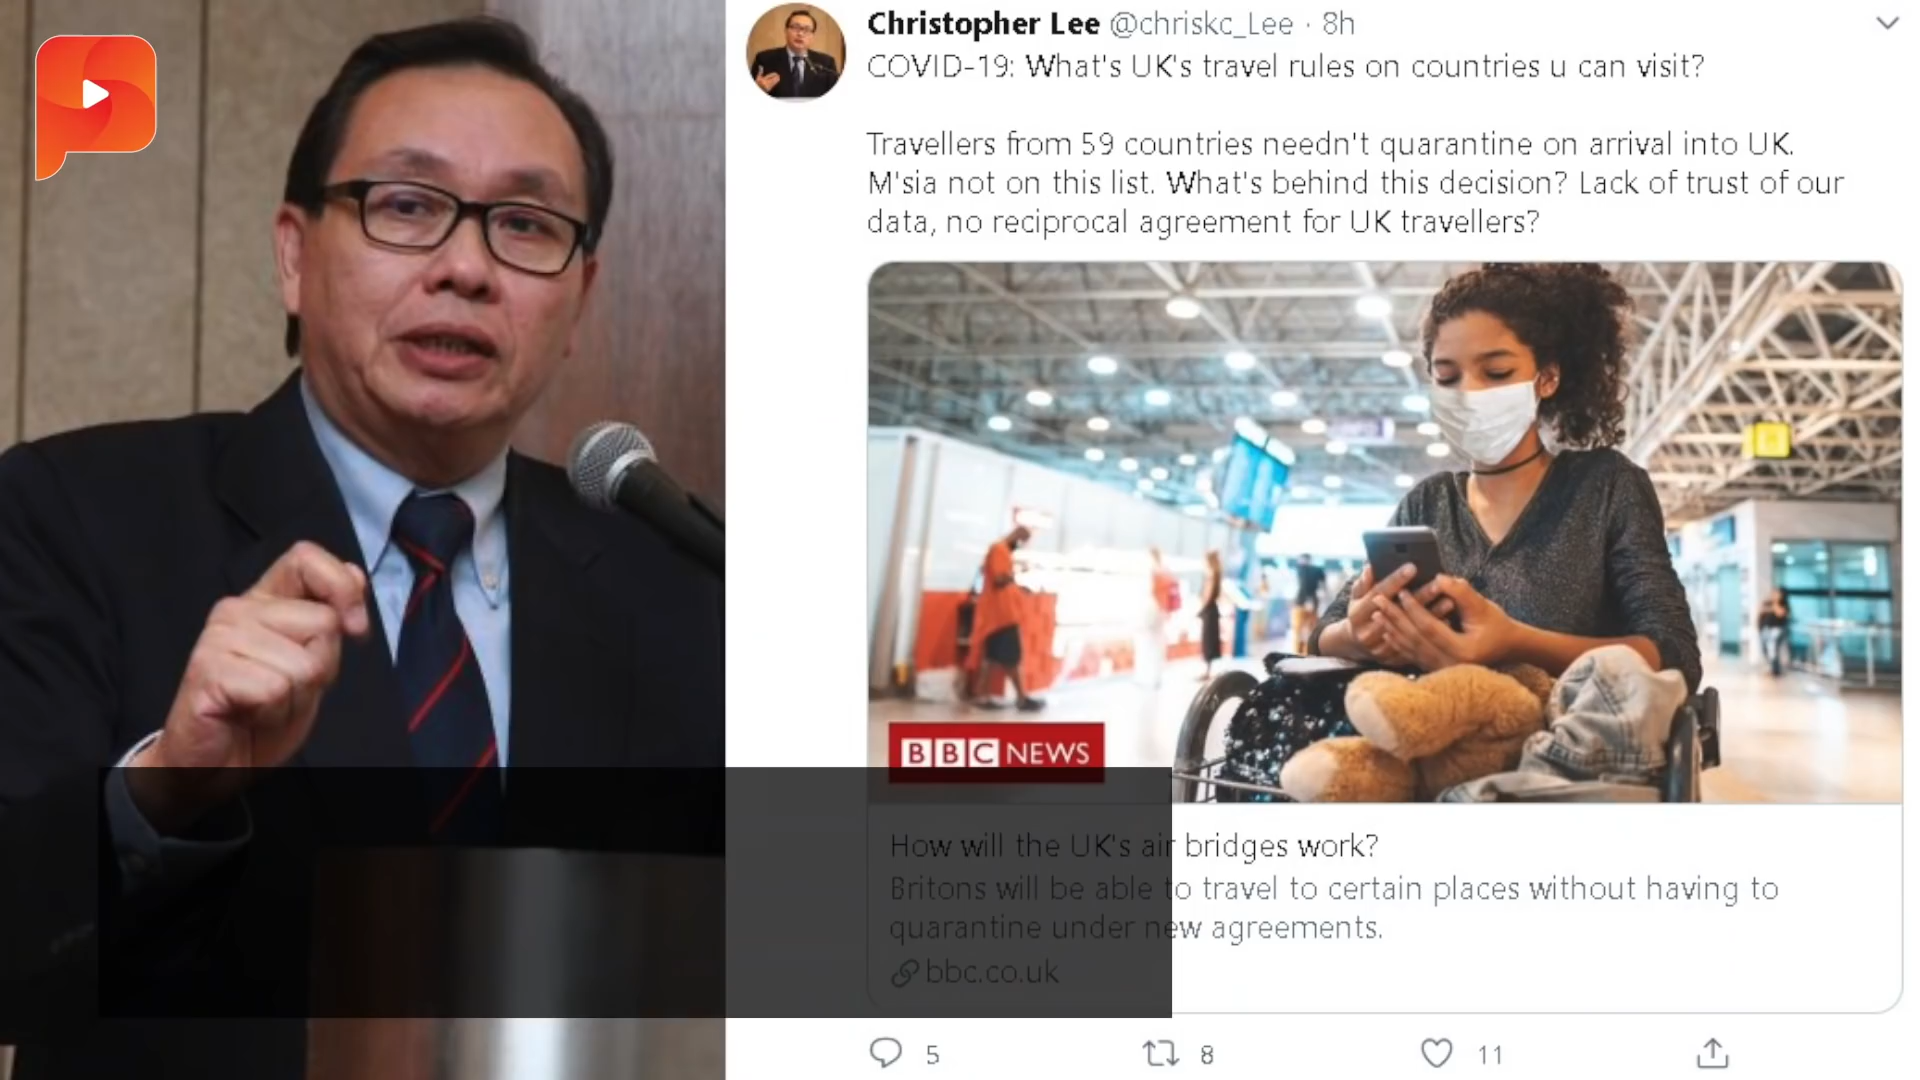 Christopher Lee @chriskc_Lee · 8h
COVID-19: What's UK's travel rules on countries u can visit?
Travellers from 59 countries needn't quarantine on arrival into UK.
M'sia not on this list. What's behind this decision? Lack of trust of our
data, no reciprocal agreement for UK travellers?
BBC NEWS
How will the UK's air bridges work?
Britons will be able to travel to certain places without having to
quarantine under new agreements.
bbc.co.uk
5 8 11